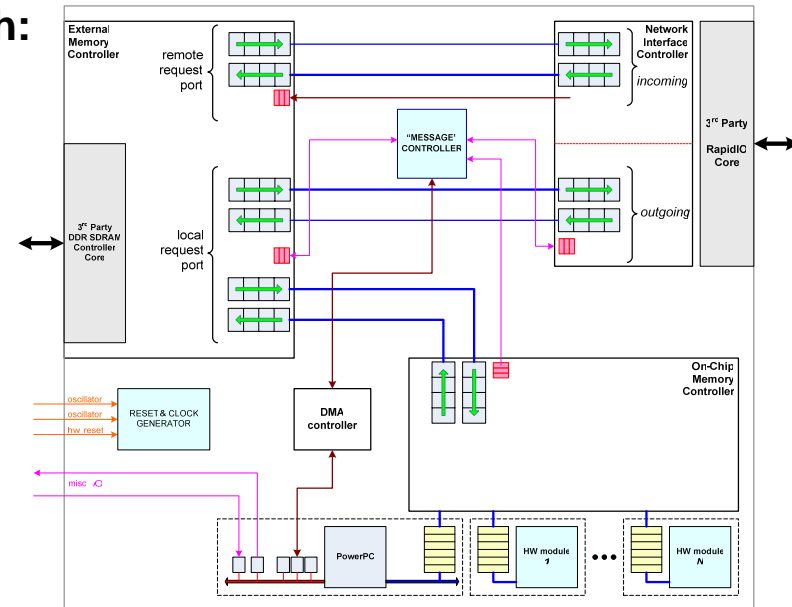 h:
External
Memory
Controller
remote
request
port
Network
Interface
Controller
incoming
3rd Party
RapidIO
Core
"MESSAGE'
CONTROLLER
3rd Party
DDR SDRAM
Controller
Core
local
request
port
outgoing
On-Chip
Memory
Controller
oscillator
oscillator
hw reset
RESET & CLOCK
GENERATOR
DMA
controller
misc IO
PowerPC
HW module
1
HW module
N